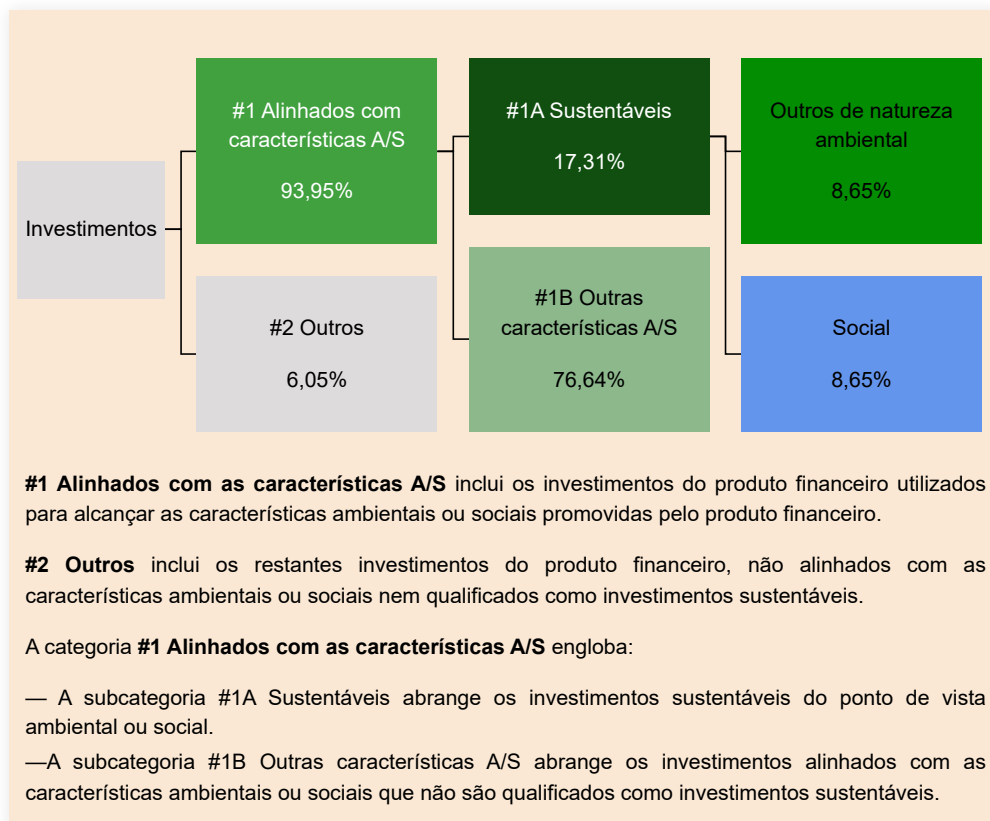 Investimentos
#1 Alinhados com
características A/S
93,95%
#2 Outros
6,05%
#1A Sustentáveis
17,31%
#1B Outras
características A/S
76,64%
Outros de natureza
ambiental
8,65%
Social
8,65%
#1 Alinhados com as características A/S inclui os investimentos do produto financeiro utilizados
para alcançar as características ambientais ou sociais promovidas pelo produto financeiro.
#2 Outros inclui os restantes investimentos do produto financeiro, não alinhados com as
características ambientais ou sociais nem qualificados como investimentos sustentáveis.
A categoria #1 Alinhados com as características A/S engloba:
— A subcategoria #1A Sustentáveis abrange os investimentos sustentáveis do ponto de vista
ambiental ou social.
—A subcategoria #1B Outras características A/S abrange os investimentos alinhados com as
características ambientais ou sociais que não são qualificados como investimentos sustentáveis.